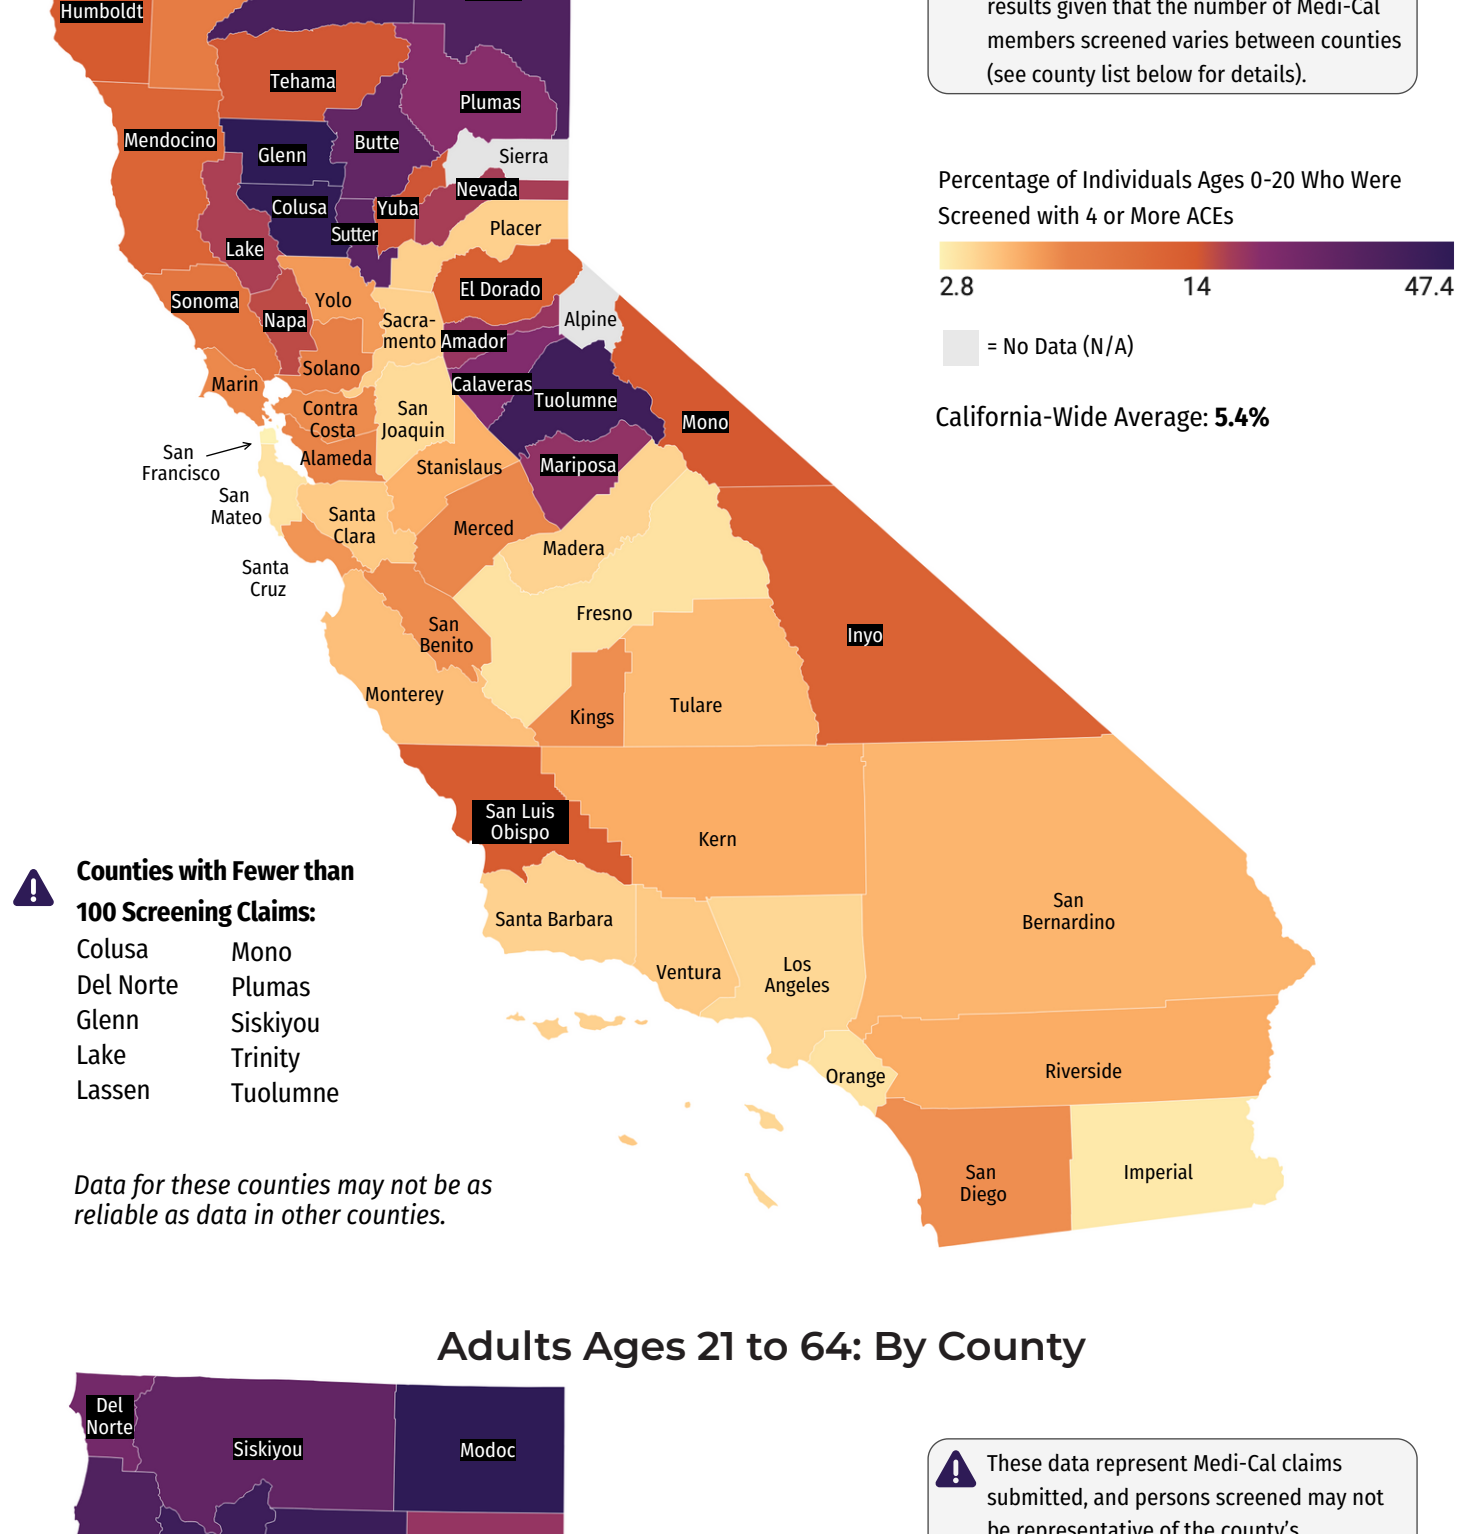 Humboldt
results given that the number of Medi-Cal
members screened varies between counties
(see county list below for details).
Tehama
Plumas
Mendocino
Butte
Glenn
Sierra
Nevada
Colusa
Yuba
Sutter
Placer
Lake
El Dorado
Sonoma
Yolo
Napa
Sacra-
mento
Alpine
Amador
Solano
Marin
Calaveras
Tuolumne
Contra
Costa
San
Joaquin
Mono
San
Francisco
Alameda
Stanislaus
Mariposa
San
Mateo
Santa
Clara
Merced
Madera
Santa
Cruz
Fresno
San
Benito
Inyo
Monterey
Kings
Tulare
San Luis
Obispo
Kern
Santa Barbara
San
Bernardino
Ventura
Los
Angeles
Orange
Riverside
San
Diego
Imperial
Percentage of Individuals Ages 0-20 Who Were
Screened with 4 or More ACEs
2.8 14 47.4
= No Data (N/A)
California-Wide Average: 5.4%
Counties with Fewer than
100 Screening Claims:
Colusa
Del Norte
Glenn
Lake
Lassen
Mono
Plumas
Siskiyou
Trinity
Tuolumne
Data for these counties may not be as
reliable as data in other counties.
Adults Ages 21 to 64: By County
Del
Norte
Siskiyou
Modoc
These data represent Medi-Cal claims
submitted, and persons screened may not
be representative of the county's